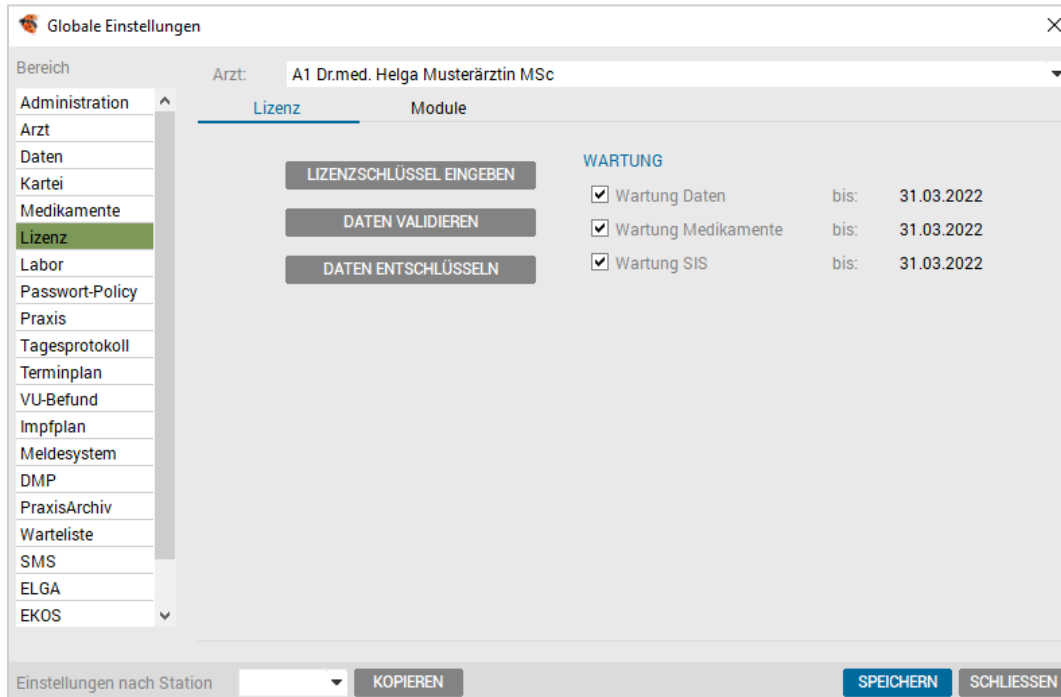 Globale Einstellungen
Bereich
Administration
Arzt
Daten
Kartei
Medikamente
Lizenz
Labor
Passwort-Policy
Praxis
Tagesprotokoll
Terminplan
VU-Befund
Impfplan
Meldesystem
DMP
PraxisArchiv
Warteliste
SMS
ELGA
EKOS
Arzt: A1 Dr.med. Helga Musterärztin MSc
Lizenz Module
LIZENZSCHLÜSSEL EINGEBEN
DATEN VALIDIEREN
DATEN ENTSCHLÜSSELN
WARTUNG
Wartung Daten bis: 31.03.2022
Wartung Medikamente bis: 31.03.2022
Wartung SIS bis: 31.03.2022
Einstellungen nach Station KOPIEREN SPEICHERN SCHLIESSEN